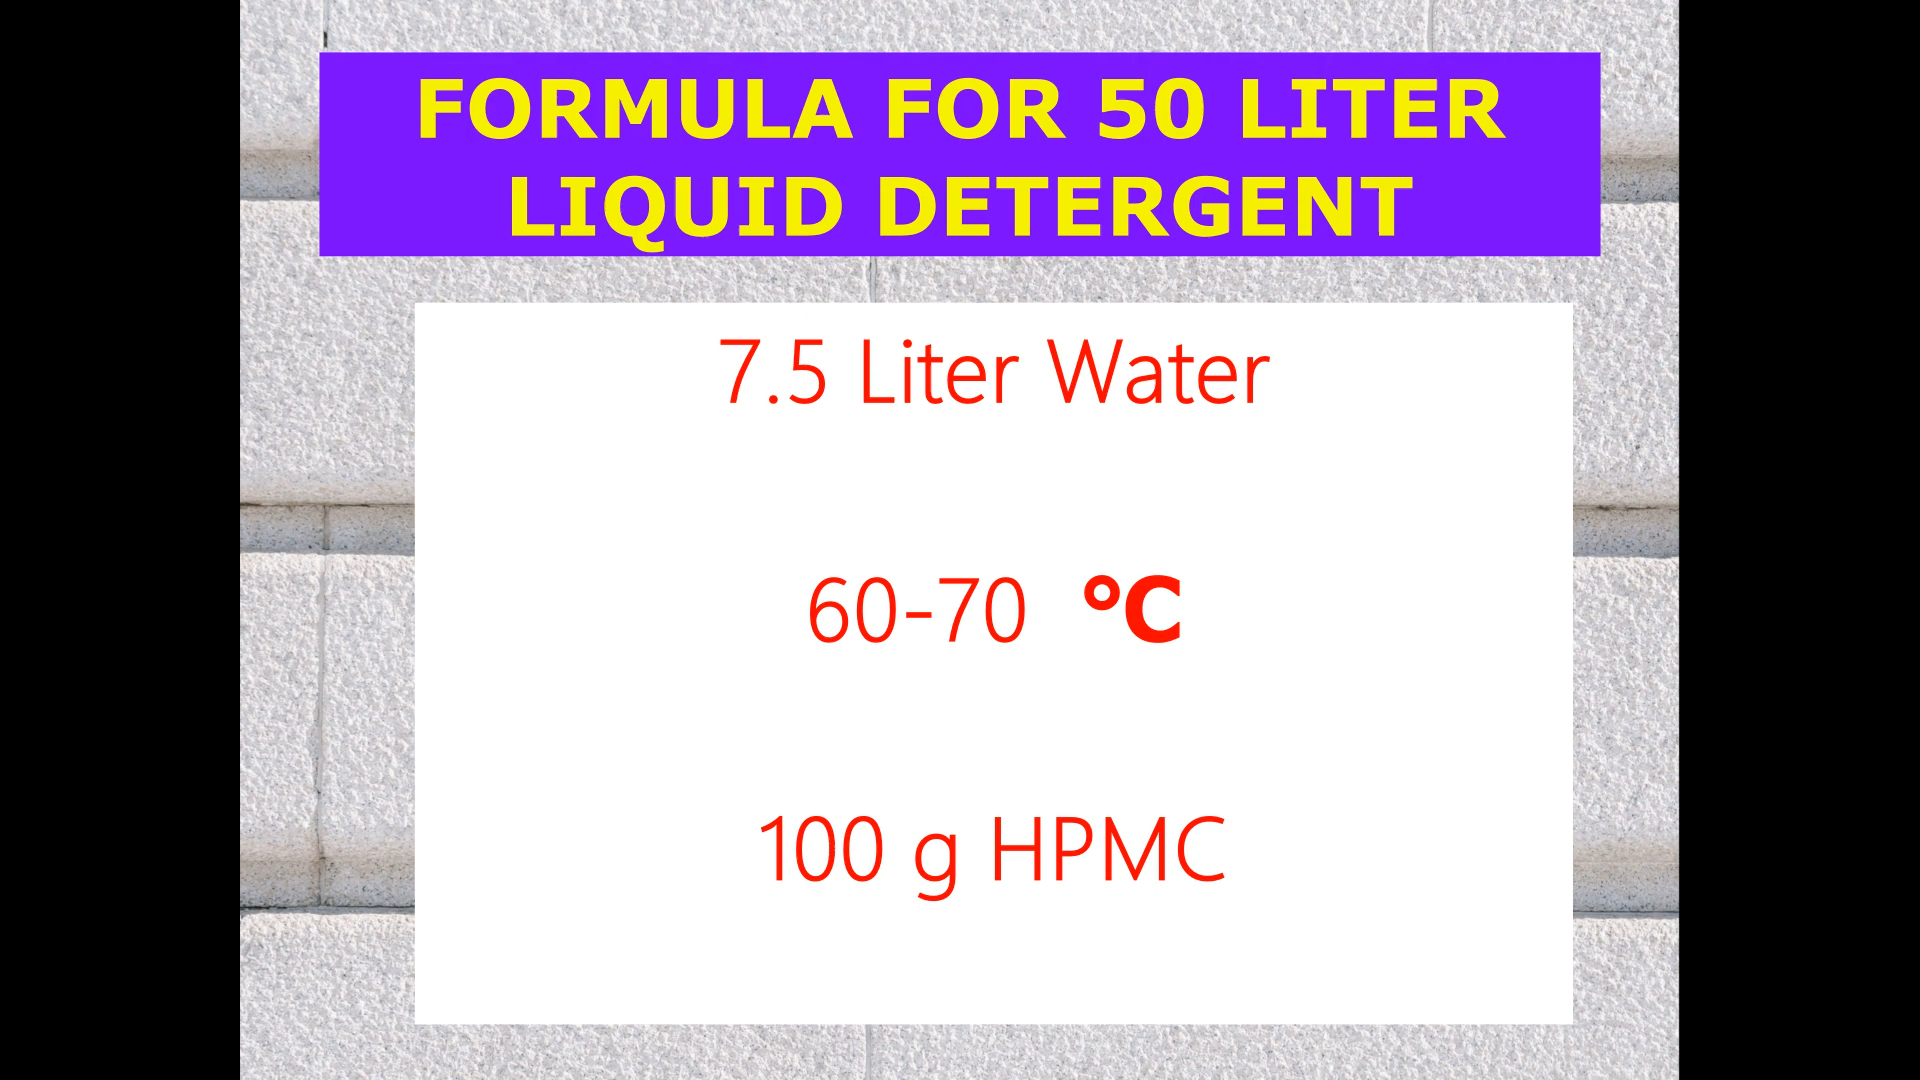 FORMULA FOR 50 LITER
LIQUID DETERGENT
7.5 Liter Water
60-70 °C
100 g HPMC